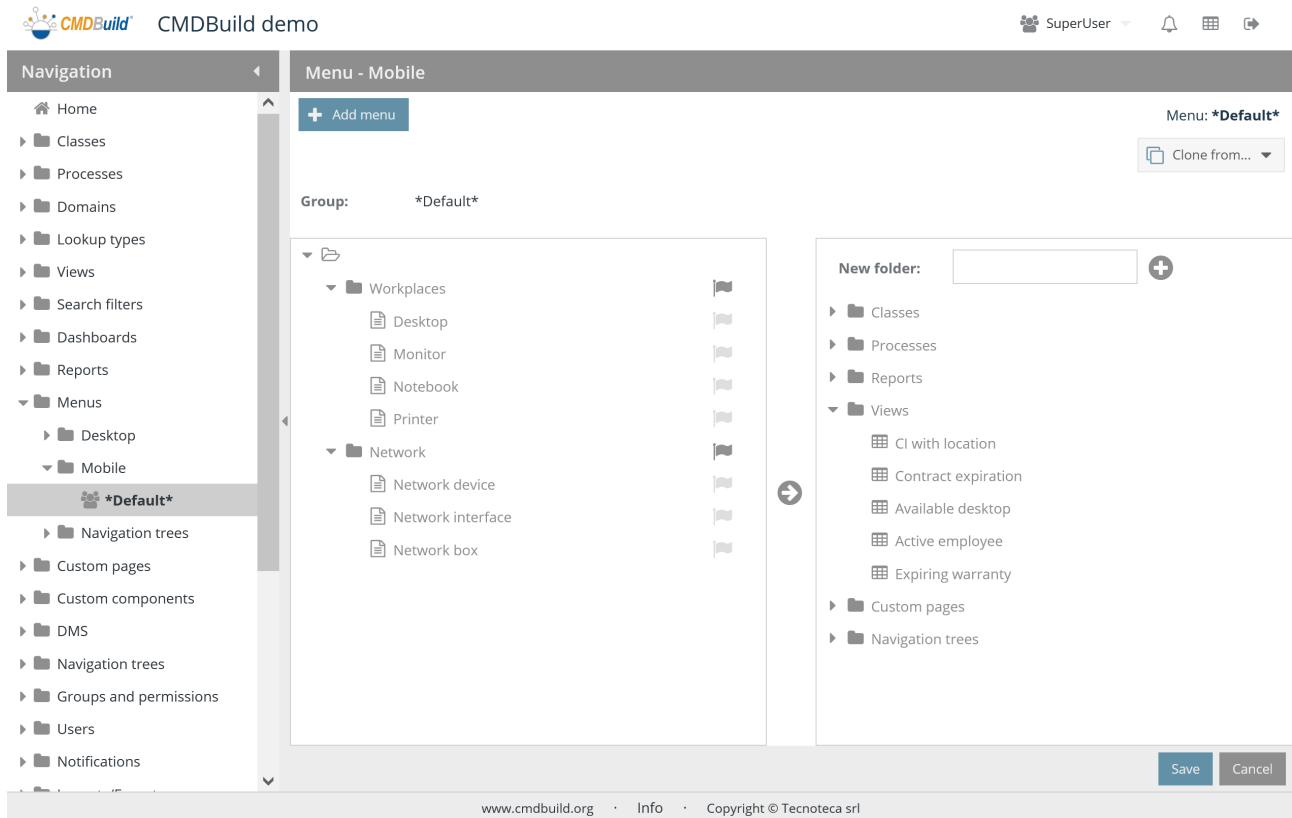 CMDBuild CMDBuild demo SuperUser
Navigation
Menu - Mobile
Home
Classes
Processes
Domains
Lookup types
Views
Search filters
Dashboards
Reports
Menus
Desktop
Mobile
*Default*
Navigation trees
Custom pages
Custom components
DMS
Navigation trees
Groups and permissions
Users
Notifications
Add menu
Menu: *Default*
Clone from...
Group: *Default*
Workplaces
Desktop
Monitor
Notebook
Printer
Network
Network device
Network interface
Network box
New folder:
Classes
Processes
Reports
Views
CI with location
Contract expiration
Available desktop
Active employee
Expiring warranty
Custom pages
Navigation trees
Save Cancel
www.cmdbuild.org · Info · Copyright © Tecnoteca srl